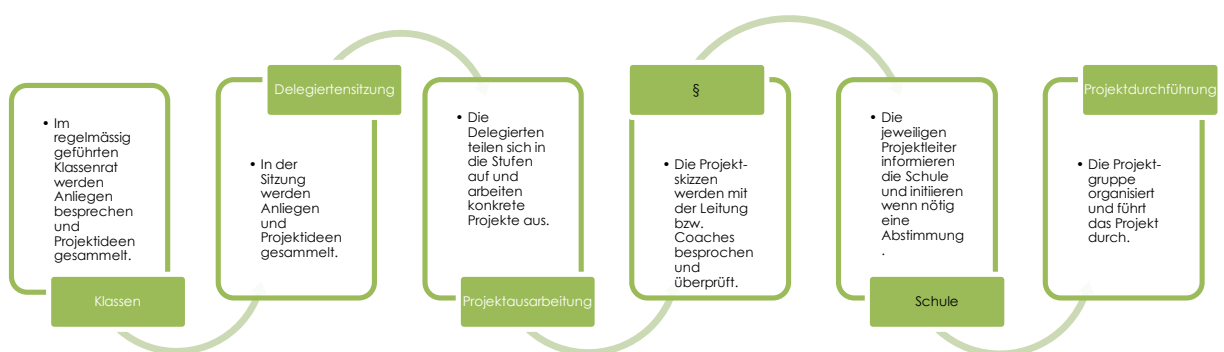 • Im
regelmässig
geführten
Klassenrat
werden
Anliegen
besprechen
und
Projektideen
gesammelt.
Klassen
Delegiertensitzung
• In der
Sitzung
werden
Anliegen
und
Projektideen
gesammelt.
• Die
Delegierten
teilen sich in
die Stufen
auf und
arbeiten
konkrete
Projekte aus.
Projektausarbeitung
§
• Die Projekt-
skizzen
werden mit
der Leitung
bzw.
Coaches
besprochen
und
überprüft.
• Die
jeweiligen
Projektleiter
informieren
die Schule
und initiieren
wenn nötig
eine
Abstimmung
.
Schule
Projektdurchführung
• Die Projekt-
gruppe
organisiert
und führt
das Projekt
durch.